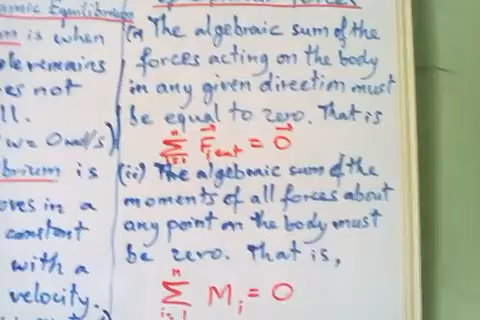 amic Equilibrium
is when
remains
es not
ll.
w = 0 rad/s)
brium is
oves in a
constant
with a
velocity.
(i) The algebraic sum of the
forces acting on the body
in any given direction must
be equal to zero. That is
∑ F⃗ᵢ,ext = 0⃗
(ii) The algebraic sum of the
moments of all forces about
any point on the body must
be zero. That is,
n
∑ Mᵢ = 0
i=1